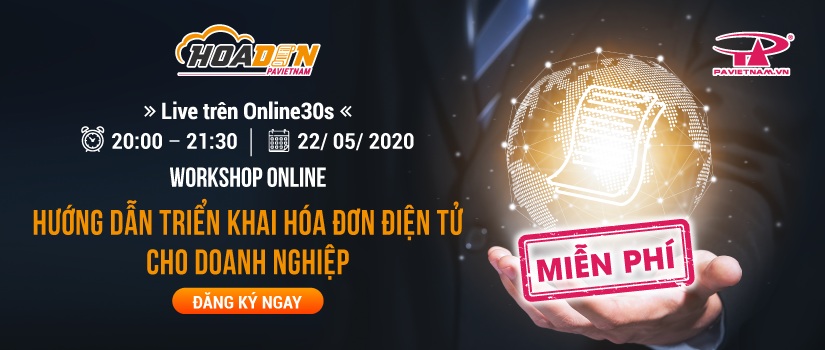 HOADON
PAVIETNAM
PA
PAVIETNAM.VN
» Live trên Online30s «
20:00 – 21:30 | 22/ 05/ 2020
WORKSHOP ONLINE
HƯỚNG DẪN TRIỂN KHAI HÓA ĐƠN ĐIỆN TỬ
CHO DOANH NGHIỆP
ĐĂNG KÝ NGAY
MIỄN PHÍ